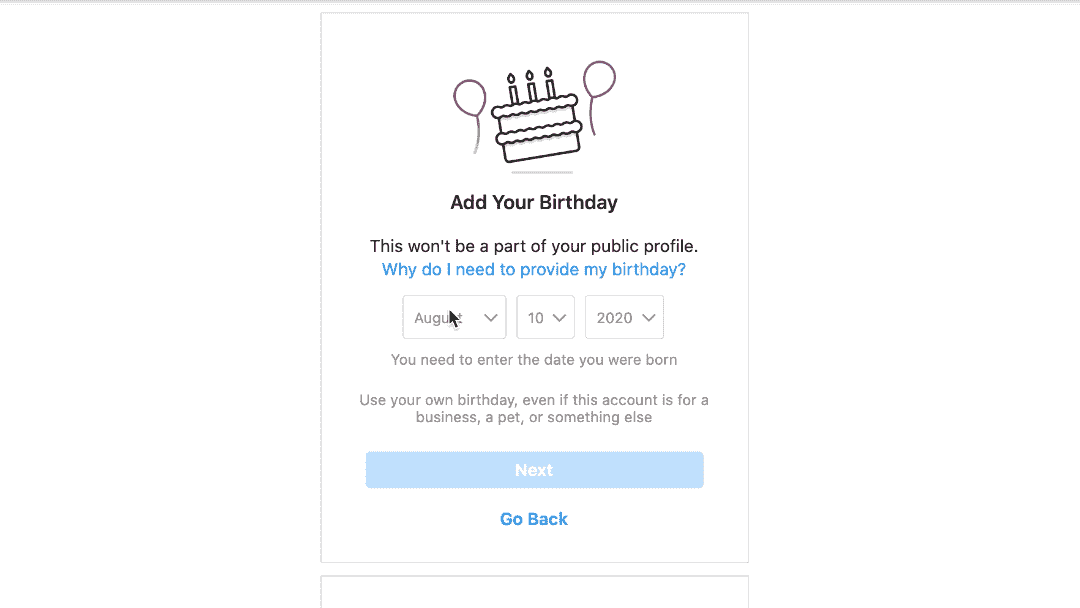 Add Your Birthday
This won't be a part of your public profile.
Why do I need to provide my birthday?
August 10 2020
You need to enter the date you were born
Use your own birthday, even if this account is for a
business, a pet, or something else
Next
Go Back